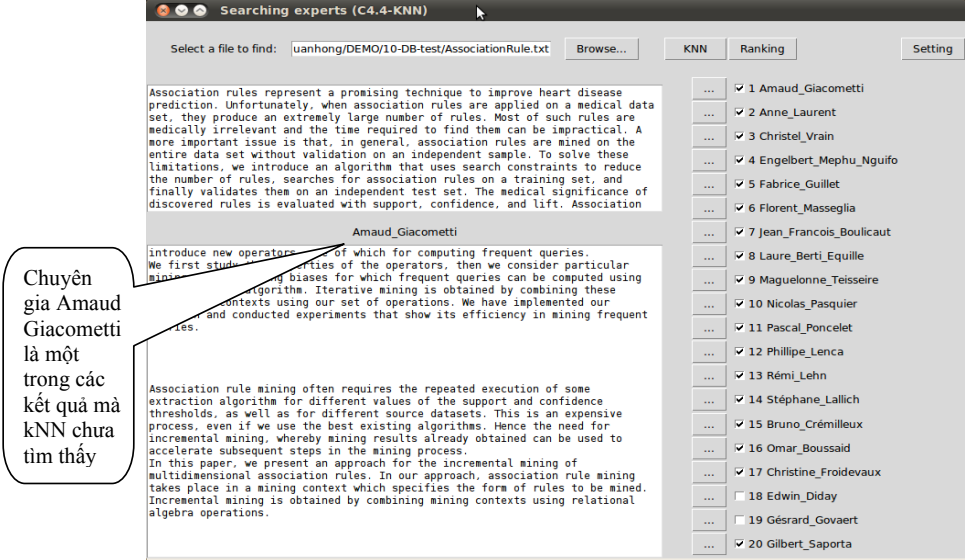 Searching experts (C4.4-KNN)
Select a file to find: uanhong/DEMO/10-DB-test/AssociationRule.txt Browse... KNN Ranking Setting
Association rules represent a promising technique to improve heart disease
prediction. Unfortunately, when association rules are applied on a medical data
set, they produce an extremely large number of rules. Most of such rules are
medically irrelevant and the time required to find them can be impractical. A
more important issue is that, in general, association rules are mined on the
entire data set without validation on an independent sample. To solve these
limitations, we introduce an algorithm that uses search constraints to reduce
the number of rules, searches for association rules on a training set, and
finally validates them on an independent test set. The medical significance of
discovered rules is evaluated with support, confidence, and lift. Association
Amaud_Giacometti
introduce new operators of which for computing frequent queries.
We first study erties of the operators, then we consider particular
mining biases for which frequent queries can be computed using
algorithm. Iterative mining is obtained by combining these
ontexts using our set of operations. We have implemented our
and conducted experiments that show its efficiency in mining frequent
ies.
Association rule mining often requires the repeated execution of some
extraction algorithm for different values of the support and confidence
thresholds, as well as for different source datasets. This is an expensive
process, even if we use the best existing algorithms. Hence the need for
incremental mining, whereby mining results already obtained can be used to
accelerate subsequent steps in the mining process.
In this paper, we present an approach for the incremental mining of
multidimensional association rules. In our approach, association rule mining
takes place in a mining context which specifies the form of rules to be mined.
Incremental mining is obtained by combining mining contexts using relational
algebra operations.
... 1 Amaud_Giacometti
... 2 Anne_Laurent
... 3 Christel_Vrain
... 4 Engelbert_Mephu_Nguifo
... 5 Fabrice_Guillet
... 6 Florent_Masseglia
... 7 Jean_Francois_Boulicaut
... 8 Laure_Berti_Equille
... 9 Maguelonne_Teisseire
... 10 Nicolas_Pasquier
... 11 Pascal_Poncelet
... 12 Phillipe_Lenca
... 13 Rémi_Lehn
... 14 Stéphane_Lallich
... 15 Bruno_Crémilleux
... 16 Omar_Boussaid
... 17 Christine_Froidevaux
... 18 Edwin_Diday
... 19 Gésrard_Govaert
... 20 Gilbert_Saporta
Chuyên
gia Amaud
Giacometti
là một
trong các
kết quả mà
kNN chưa
tìm thấy